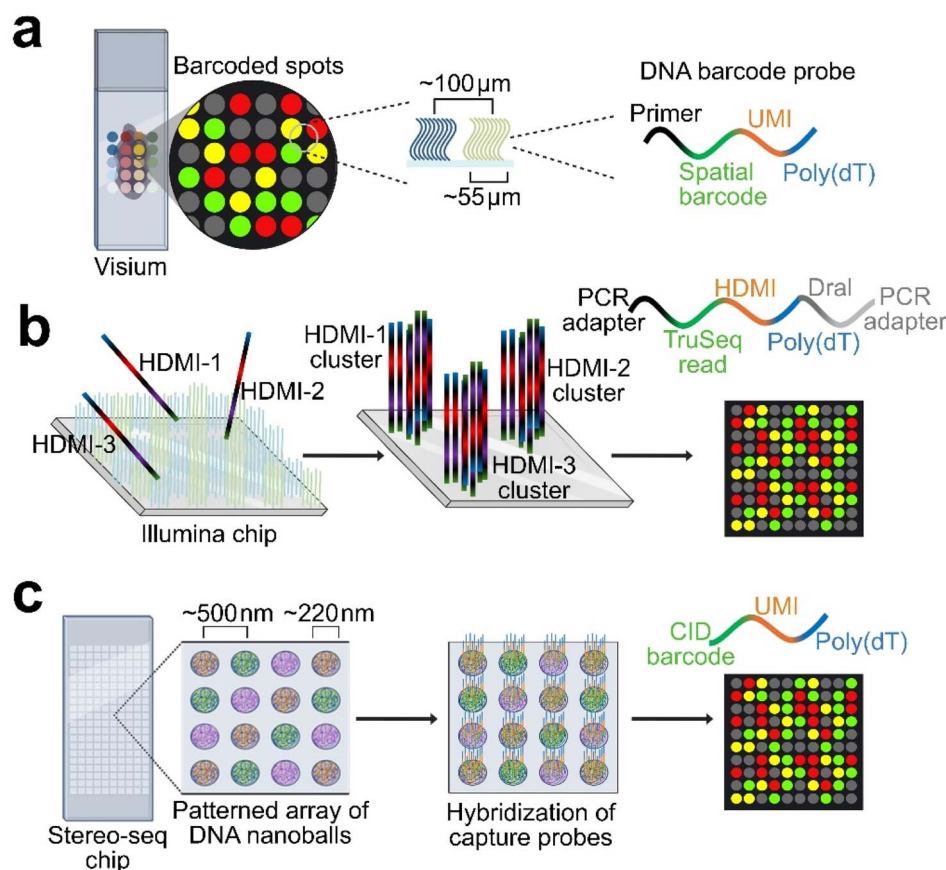 a
Barcoded spots
Visium
~100 µm
~55 µm
DNA barcode probe
Primer
UMI
Spatial
barcode
Poly(dT)
b
HDMI-1
HDMI-2
HDMI-3
Illumina chip
HDMI-1
cluster
HDMI-2
cluster
HDMI-3
cluster
PCR
adapter
HDMI
DraI
PCR
adapter
TruSeq
read
Poly(dT)
c
Stereo-seq
chip
~500 nm
~220 nm
Patterned array of
DNA nanoballs
Hybridization of
capture probes
UMI
CID
barcode
Poly(dT)